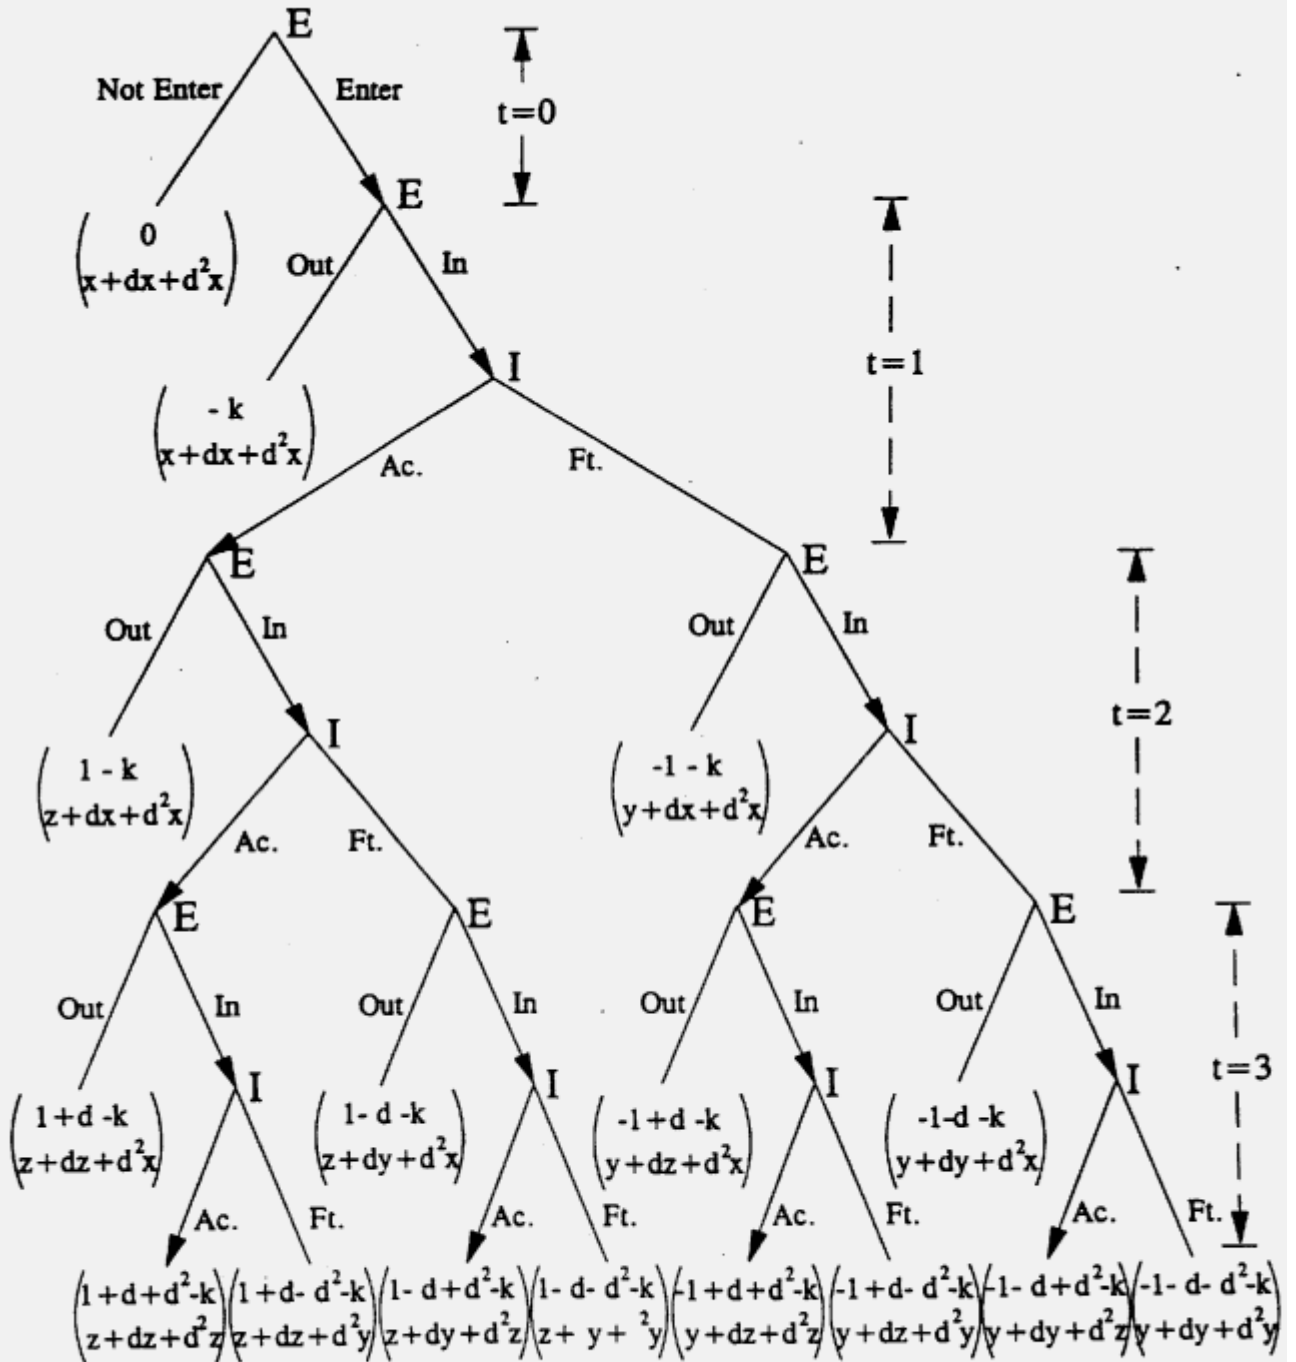 E
Not Enter Enter t=0
E
0
x+dx+d²x
Out In
I t=1
- k
x+dx+d²x
Ac. Ft.
E E
Out In Out In
I I t=2
1 - k
z+dx+d²x
-1 - k
y+dx+d²x
Ac. Ft. Ac. Ft.
E E E E
Out In Out In Out In Out In
I I I I t=3
1+d -k
z+dz+d²x
1- d -k
z+dy+d²x
-1+d -k
y+dz+d²x
-1-d -k
y+dy+d²x
Ac. Ft. Ac. Ft. Ac. Ft. Ac. Ft.
1+d+d²-k
z+dz+d²z
1+d- d²-k
z+dz+d²y
1- d+d²-k
z+dy+d²z
1- d- d²-k
z+ y+ ²y
-1+d+d²-k
y+dz+ ²z
-1+d- d²-k
y+dz+d²y
-1- d+d²-k
y+dy+d²z
-1- d- d²-k
y+dy+d²y